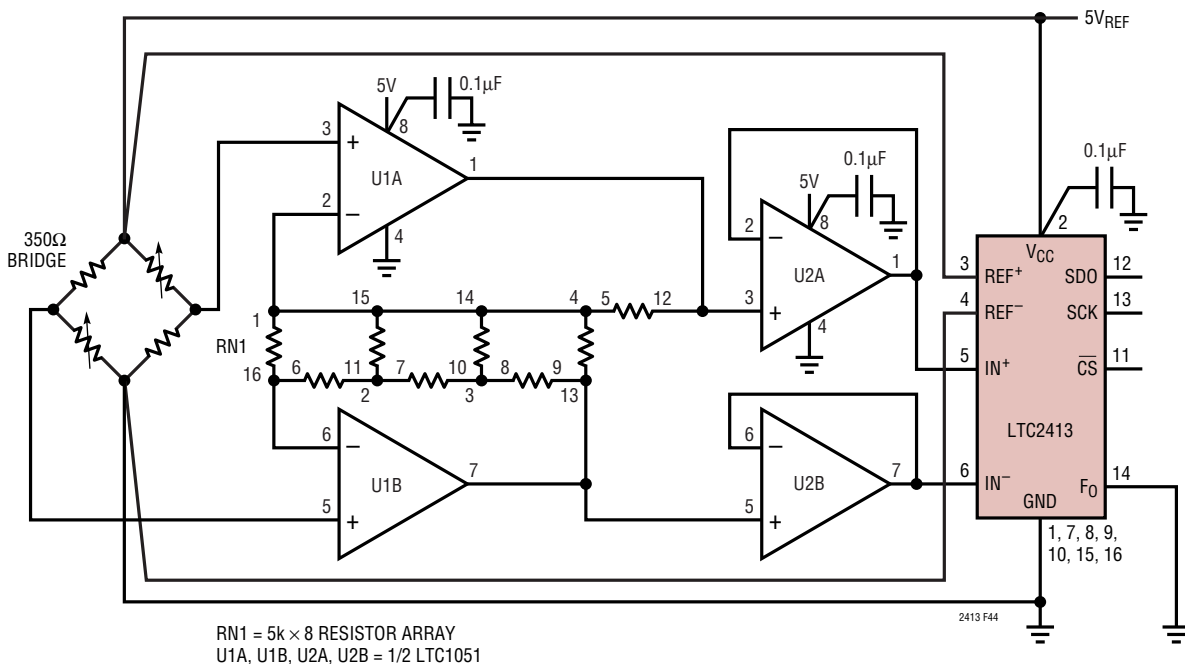 5V_REF
5V
0.1µF
8
3
+
U1A
1
2
−
4
350Ω
BRIDGE
0.1µF
5V
8
2
−
U2A
1
3
+
4
0.1µF
2
V_CC
3
REF⁺
SDO
12
4
REF⁻
SCK
13
5
IN⁺
C̅S̅
11
LTC2413
6
IN⁻
F_O
14
GND
1, 7, 8, 9,
10, 15, 16
1
15
14
4
5
12
RN1
16
6
11
7
10
8
9
2
3
13
6
−
U1B
7
5
+
6
−
U2B
7
5
+
2413 F44
RN1 = 5k × 8 RESISTOR ARRAY
U1A, U1B, U2A, U2B = 1/2 LTC1051